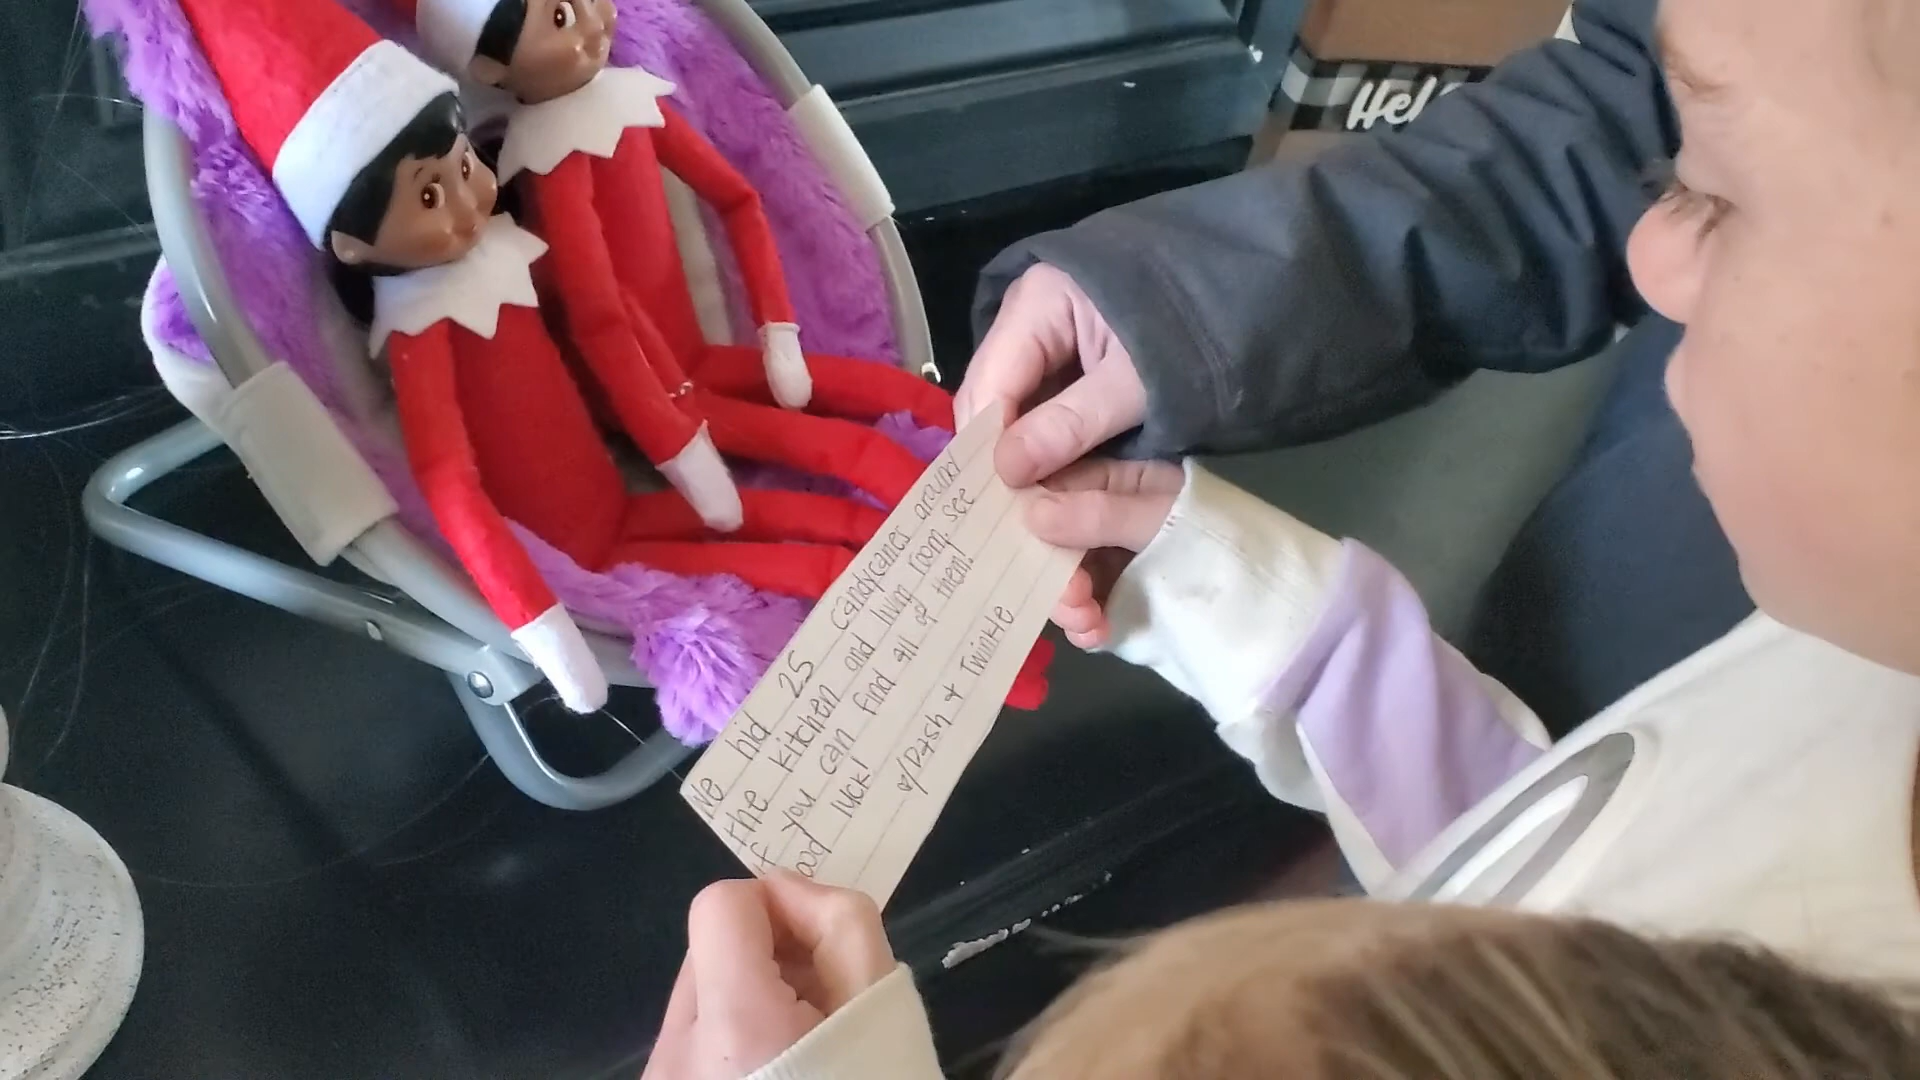 Hel
We hid 25 candycanes around
the kitchen and living room. see
if you can find all of them!
ood luck!
♥/Dash + Twinkle